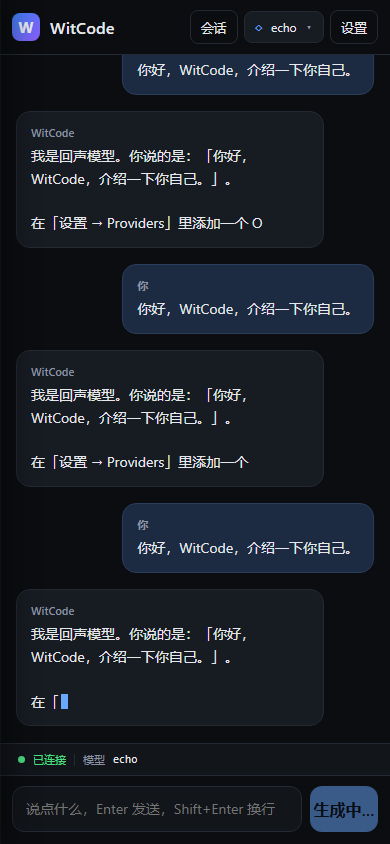 W WitCode 会话 ◇ echo ▾ 设置
你好，WitCode，介绍一下你自己。
WitCode
我是回声模型。你说的是：「你好，
WitCode，介绍一下你自己。」。
在「设置 → Providers」里添加一个 O
你
你好，WitCode，介绍一下你自己。
WitCode
我是回声模型。你说的是：「你好，
WitCode，介绍一下你自己。」。
在「设置 → Providers」里添加一个
你
你好，WitCode，介绍一下你自己。
WitCode
我是回声模型。你说的是：「你好，
WitCode，介绍一下你自己。」。
在「
已连接 模型 echo
说点什么，Enter 发送，Shift+Enter 换行 生成中...